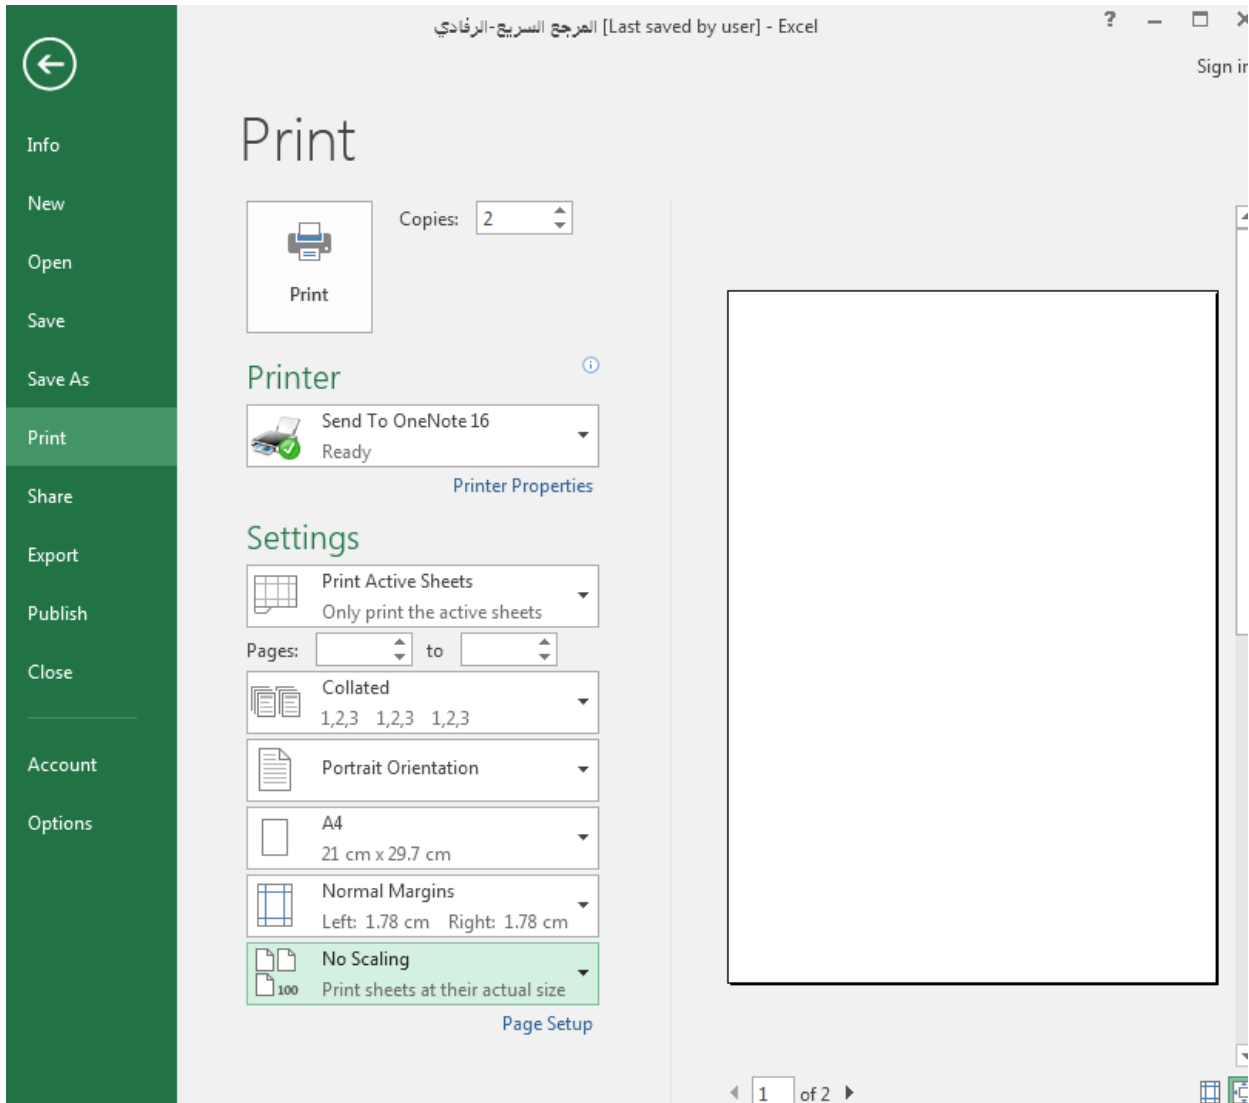 المرجع السريع-الرفادي [Last saved by user] - Excel
?
Sign in
Info
New
Open
Save
Save As
Print
Share
Export
Publish
Close
Account
Options
Print
Print
Copies: 2
Printer
Send To OneNote 16
Ready
Printer Properties
Settings
Print Active Sheets
Only print the active sheets
Pages: to
Collated
1,2,3 1,2,3 1,2,3
Portrait Orientation
A4
21 cm x 29.7 cm
Normal Margins
Left: 1.78 cm Right: 1.78 cm
No Scaling
100 Print sheets at their actual size
Page Setup
1 of 2